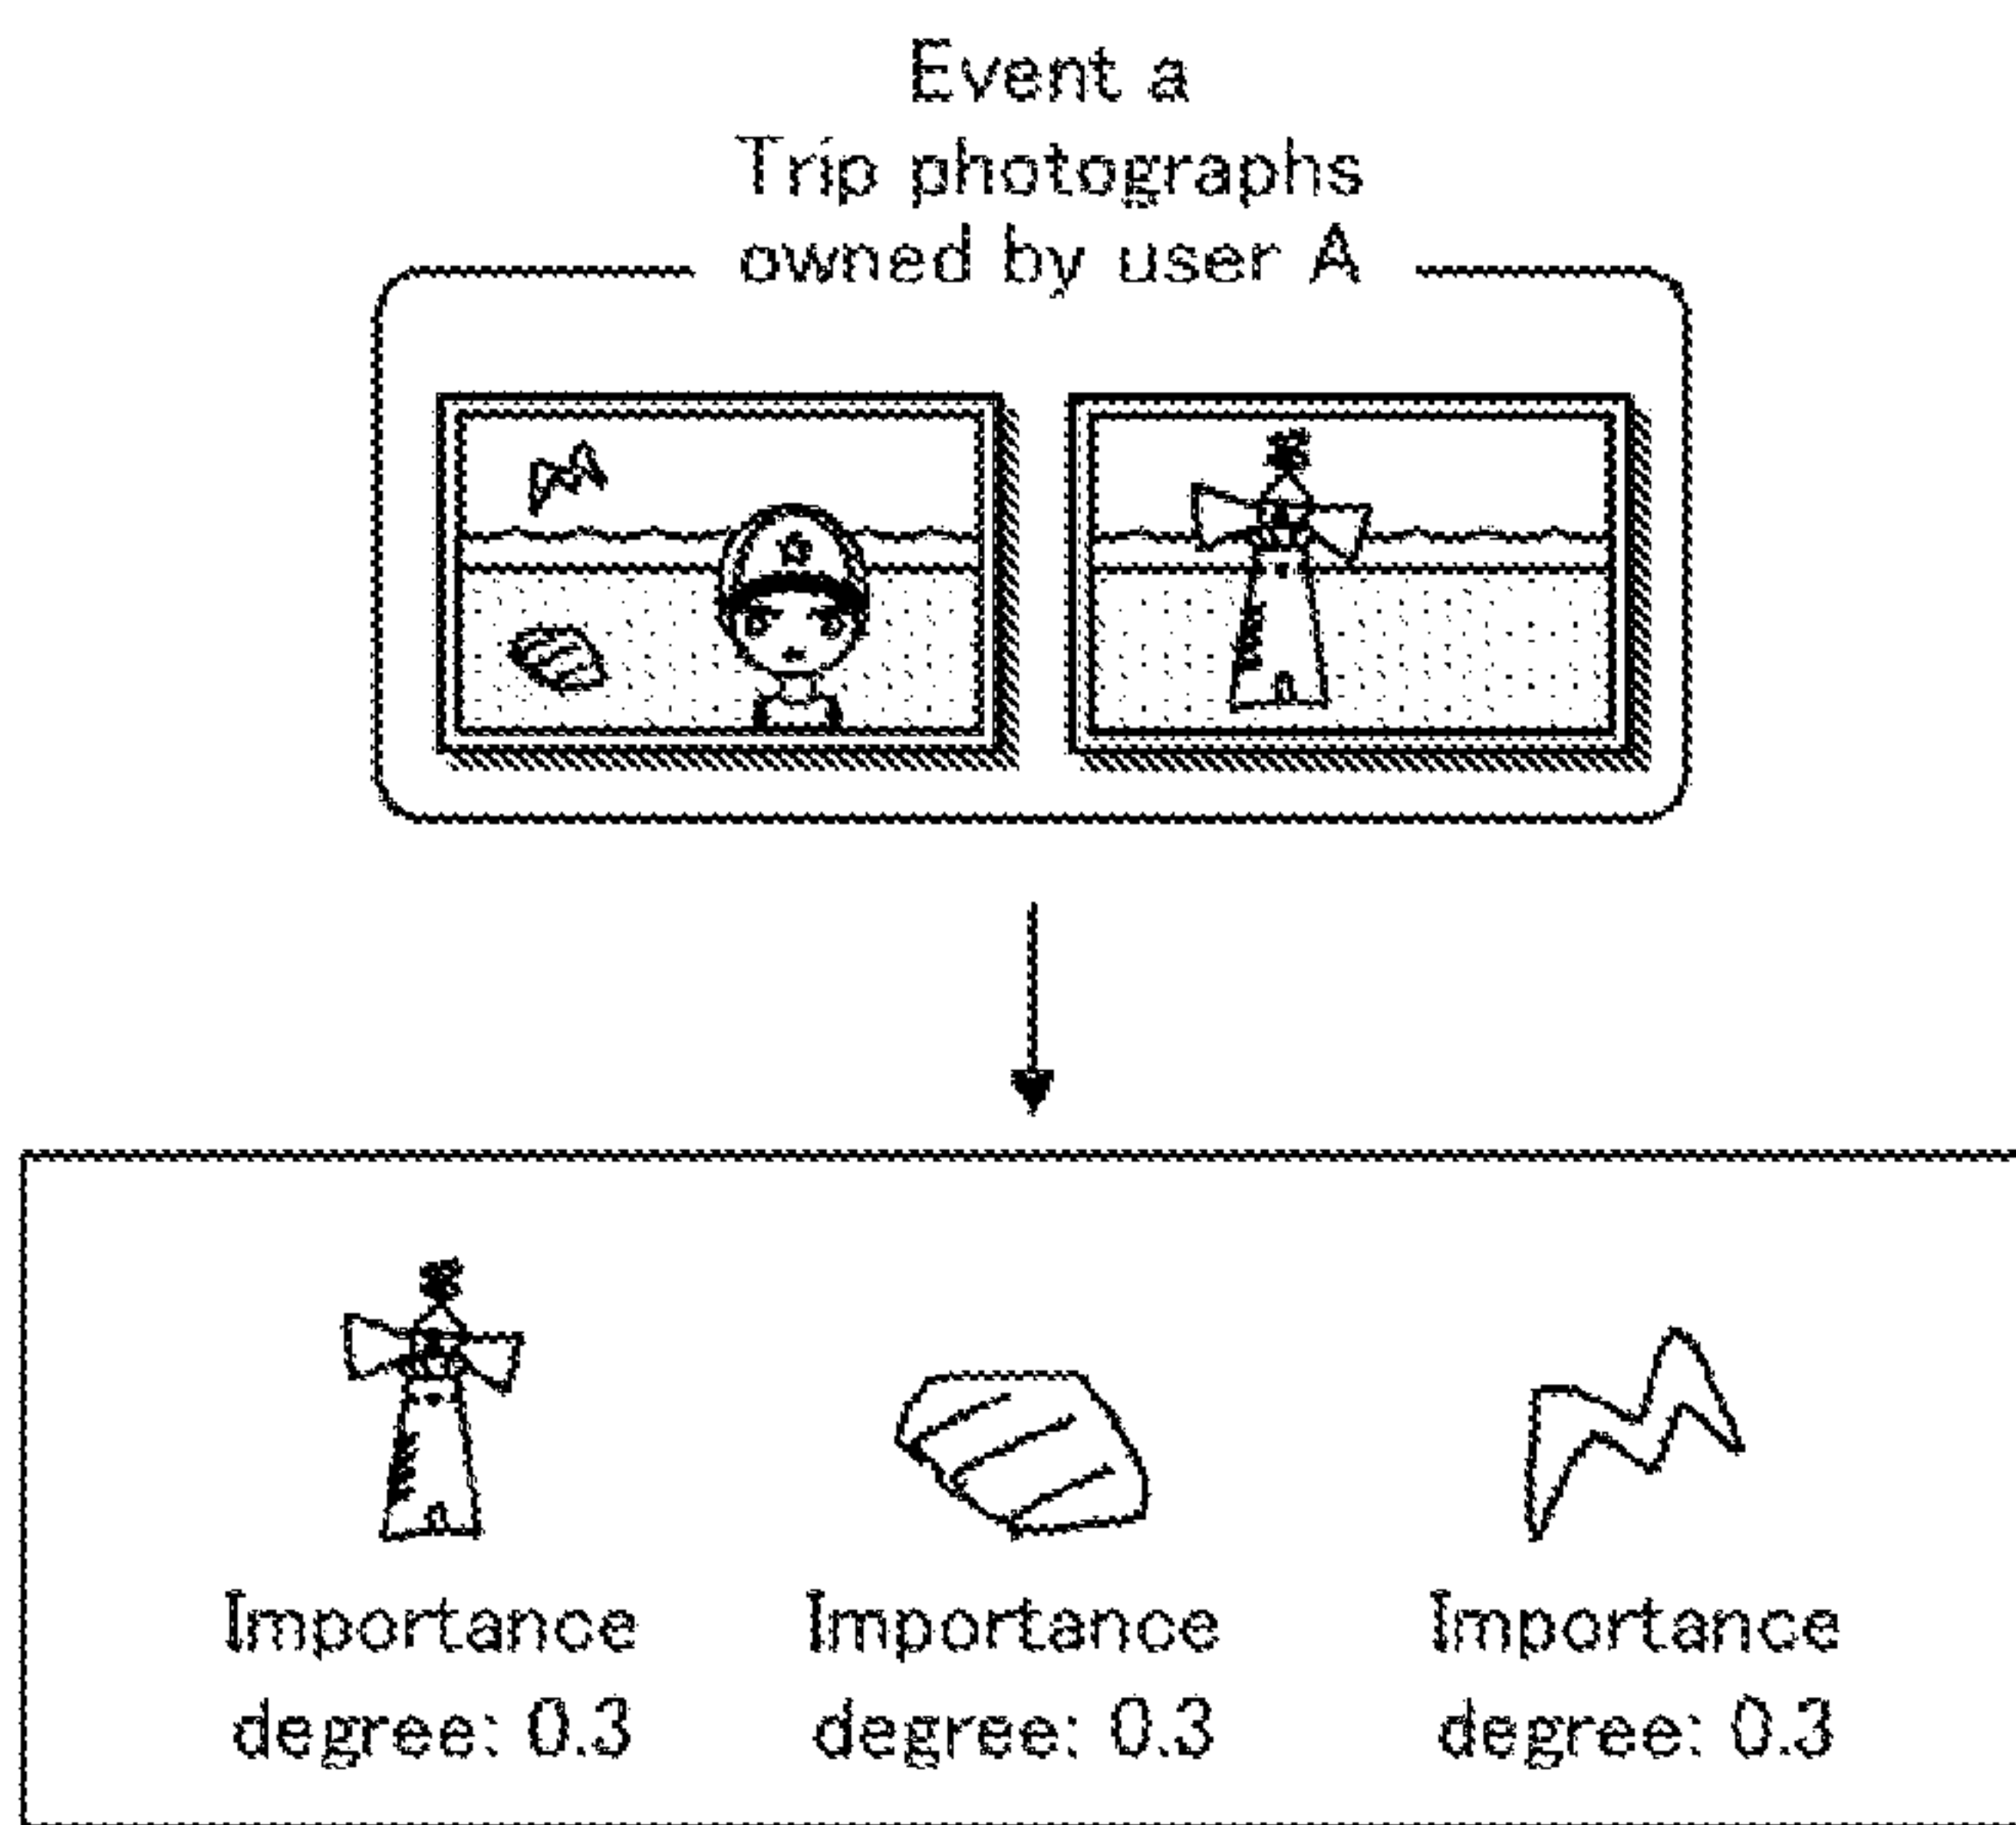 Event a
Trip photographs
owned by user A
Importance
degree: 0.3
Importance
degree: 0.3
Importance
degree: 0.3